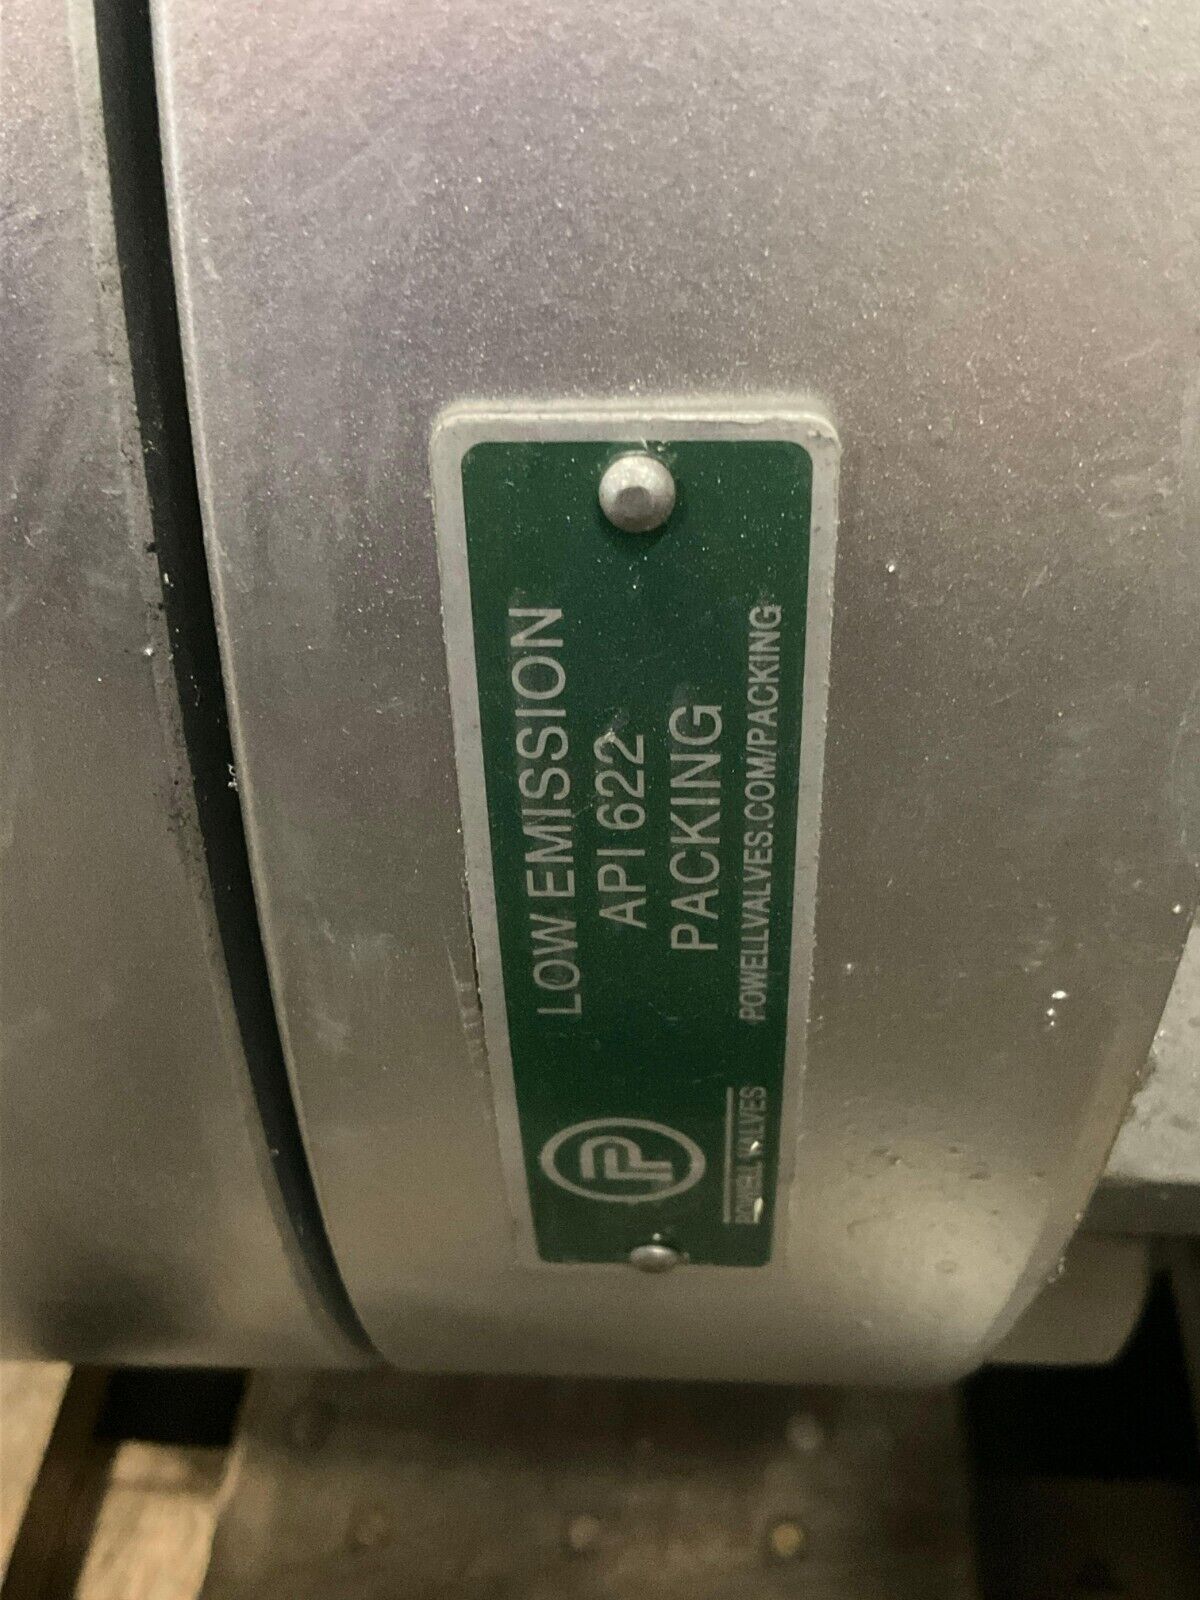 LOW EMISSION
API 622
PACKING
POWELLVALVES.COM/PACKING
P
POWELL VALVES